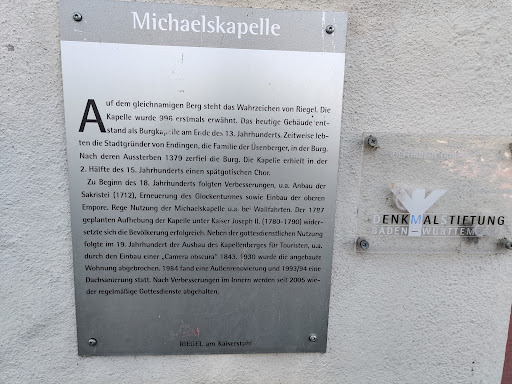 Michaelskapelle
Auf dem gleichnamigen Berg steht das Wahrzeichen von Riegel. Die
Kapelle wurde 996 erstmals erwähnt. Das heutige Gebäude ent-
stand als Burgkapelle am Ende des 13. Jahrhunderts. Zeitweise leb-
ten die Stadtgründer von Endingen, die Familie der Üsenberger, in der Burg.
Nach deren Aussterben 1379 zerfiel die Burg. Die Kapelle erhielt in der
2. Hälfte des 15. Jahrhunderts einen spätgotischen Chor.
Zu Beginn des 18. Jahrhunderts folgten Verbesserungen, u.a. Anbau der
Sakristei (1712), Erneuerung des Glockenturmes sowie Einbau der oberen
Empore. Rege Nutzung der Michaelskapelle u.a. bei Wallfahrten. Der 1787
geplanten Aufhebung der Kapelle unter Kaiser Joseph II. (1780-1790) wider-
setzte sich die Bevölkerung erfolgreich. Neben der gottesdienstlichen Nutzung
folgte im 19. Jahrhundert der Ausbau des Kapellenberges für Touristen, u.a.
durch den Einbau einer „Camera obscura" 1843. 1930 wurde die angebaute
Wohnung abgebrochen. 1984 fand eine Außenrenovierung und 1993/94 eine
Dachsanierung statt. Nach Verbesserungen im Innern werden seit 2005 wie-
der regelmäßige Gottesdienste abgehalten.
RIEGEL am Kaiserstuhl
DENKMALSTIFTUNG
BADEN-WÜRTTEMBERG